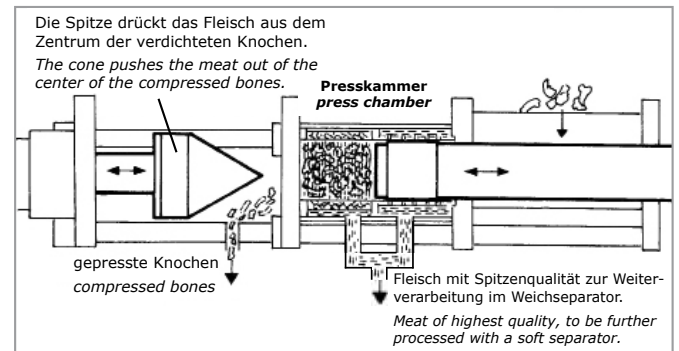 Die Spitze drückt das Fleisch aus dem
Zentrum der verdichteten Knochen.
The cone pushes the meat out of the
center of the compressed bones.
Presskammer
press chamber
gepresste Knochen
compressed bones
Fleisch mit Spitzenqualität zur Weiter-
verarbeitung im Weichseparator.
Meat of highest quality, to be further
processed with a soft separator.